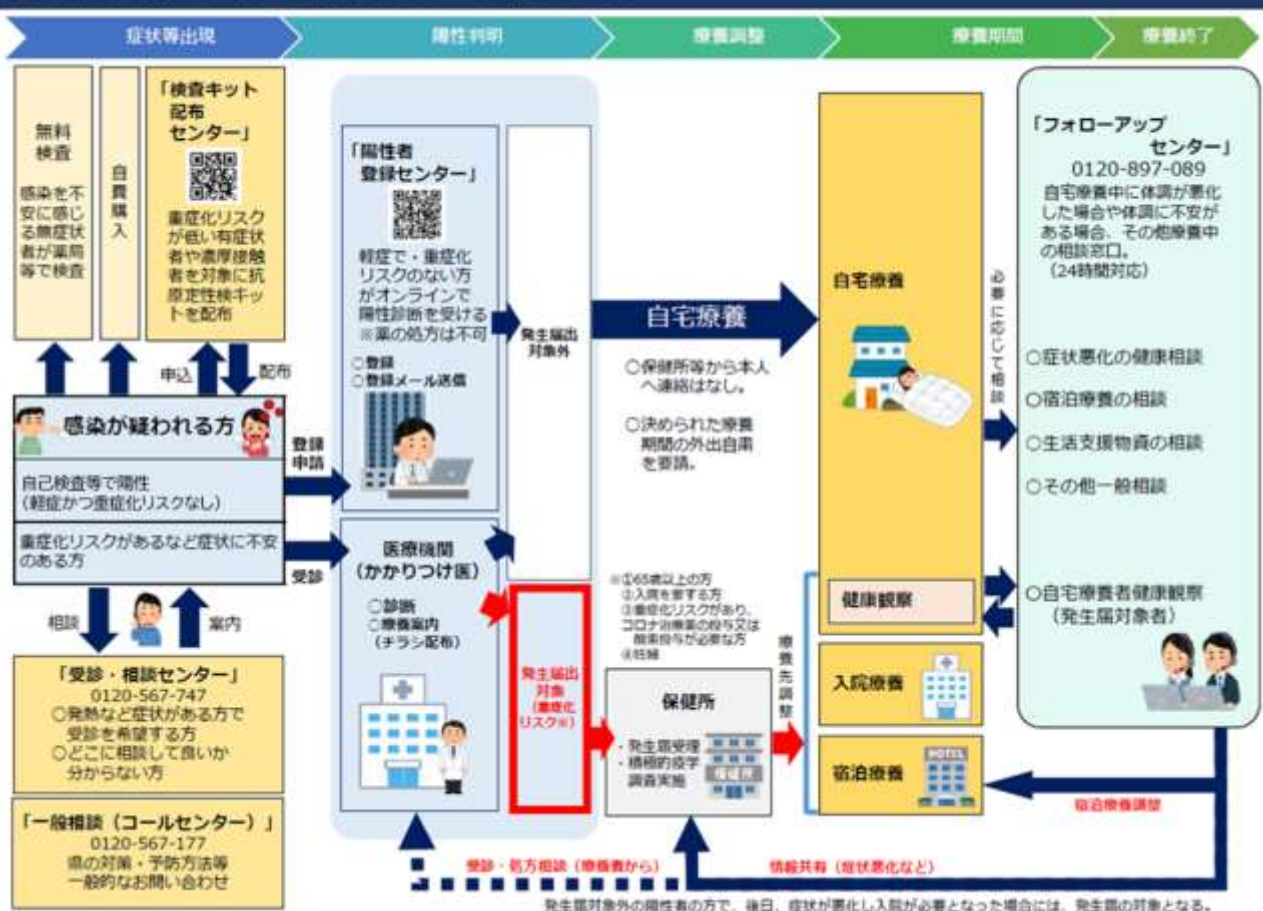 症状等出現
陽性判明
療養調整
療養期間
療養終了
無料
検査
感染を不
安に感じ
る無症状
者が薬局
等で検査
自費購入
「検査キット
配布
センター」
重症化リスク
が低い有症状
者や濃厚接触
者を対象に抗
原定性検キッ
トを配布
申込
配布
感染が疑われる方
自己検査等で陽性
(軽症かつ重症化リスクなし)
重症化リスクがあるなど症状に不安
のある方
登録
申請
受診
相談
案内
「受診・相談センター」
0120-567-747
○発熱など症状がある方で
受診を希望する方
○どこに相談して良いか
分からない方
「一般相談(コールセンター)」
0120-567-177
県の対策・予防方法等
一般的なお問い合わせ
「陽性者
登録センター」
軽症で・重症化
リスクのない方
がオンラインで
陽性診断を受ける
※薬の処方は不可
○登録
○登録メール送信
医療機関
(かかりつけ医)
○診断
○療養案内
(チラシ配布)
発生届出
対象外
発生届出
対象
(重症化
リスク※)
自宅療養
○保健所等から本人
へ連絡はなし。
○決められた療養
期間の外出自粛
を要請。
※①65歳以上の方
②入院を要する方
③重症化リスクがあり、
コロナ治療薬の投与又は
酸素投与が必要な方
④妊婦
保健所
・発生届受理
・積極的疫学
調査実施
保健所
療養先調整
自宅療養
健康観察
入院療養
宿泊療養
HOTEL
必要に応じて相談
「フォローアップ
センター」
0120-897-089
自宅療養中に体調が悪化
した場合や体調に不安が
ある場合、その他療養中
の相談窓口。
(24時間対応)
○症状悪化の健康相談
○宿泊療養の相談
○生活支援物資の相談
○その他一般相談
○自宅療養者健康観察
(発生届対象者)
宿泊療養調整
受診・処方相談(療養者から)
情報共有(症状悪化など)
発生届対象外の陽性者の方で、後日、症状が悪化し入院が必要となった場合には、発生届の対象となる。